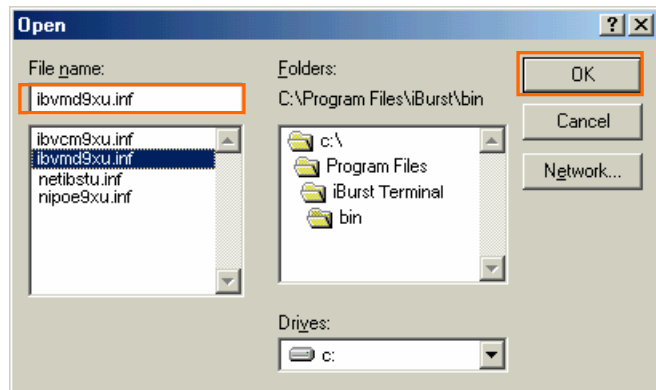 Open
File name:
ibvmd9xu.inf
ibvcm9xu.inf
ibvmd9xu.inf
netibstu.inf
nipoe9xu.inf
Folders:
C:\Program Files\iBurst\bin
c:\
Program Files
iBurst Terminal
bin
Drives:
c:
OK
Cancel
Network...